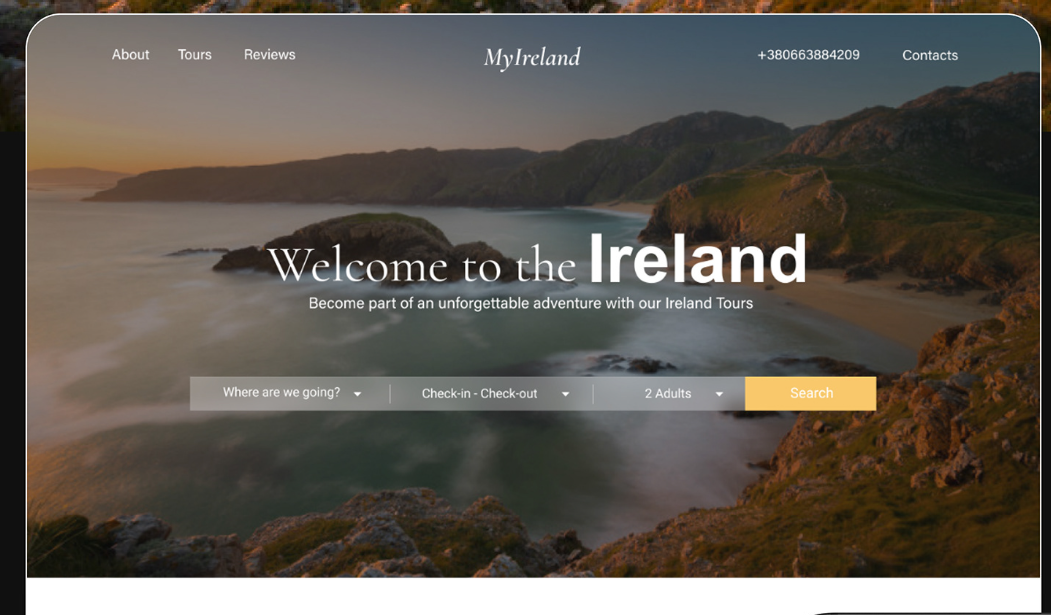 About Tours Reviews MyIreland +380663884209 Contacts
Welcome to the Ireland
Become part of an unforgettable adventure with our Ireland Tours
Where are we going? Check-in - Check-out 2 Adults Search